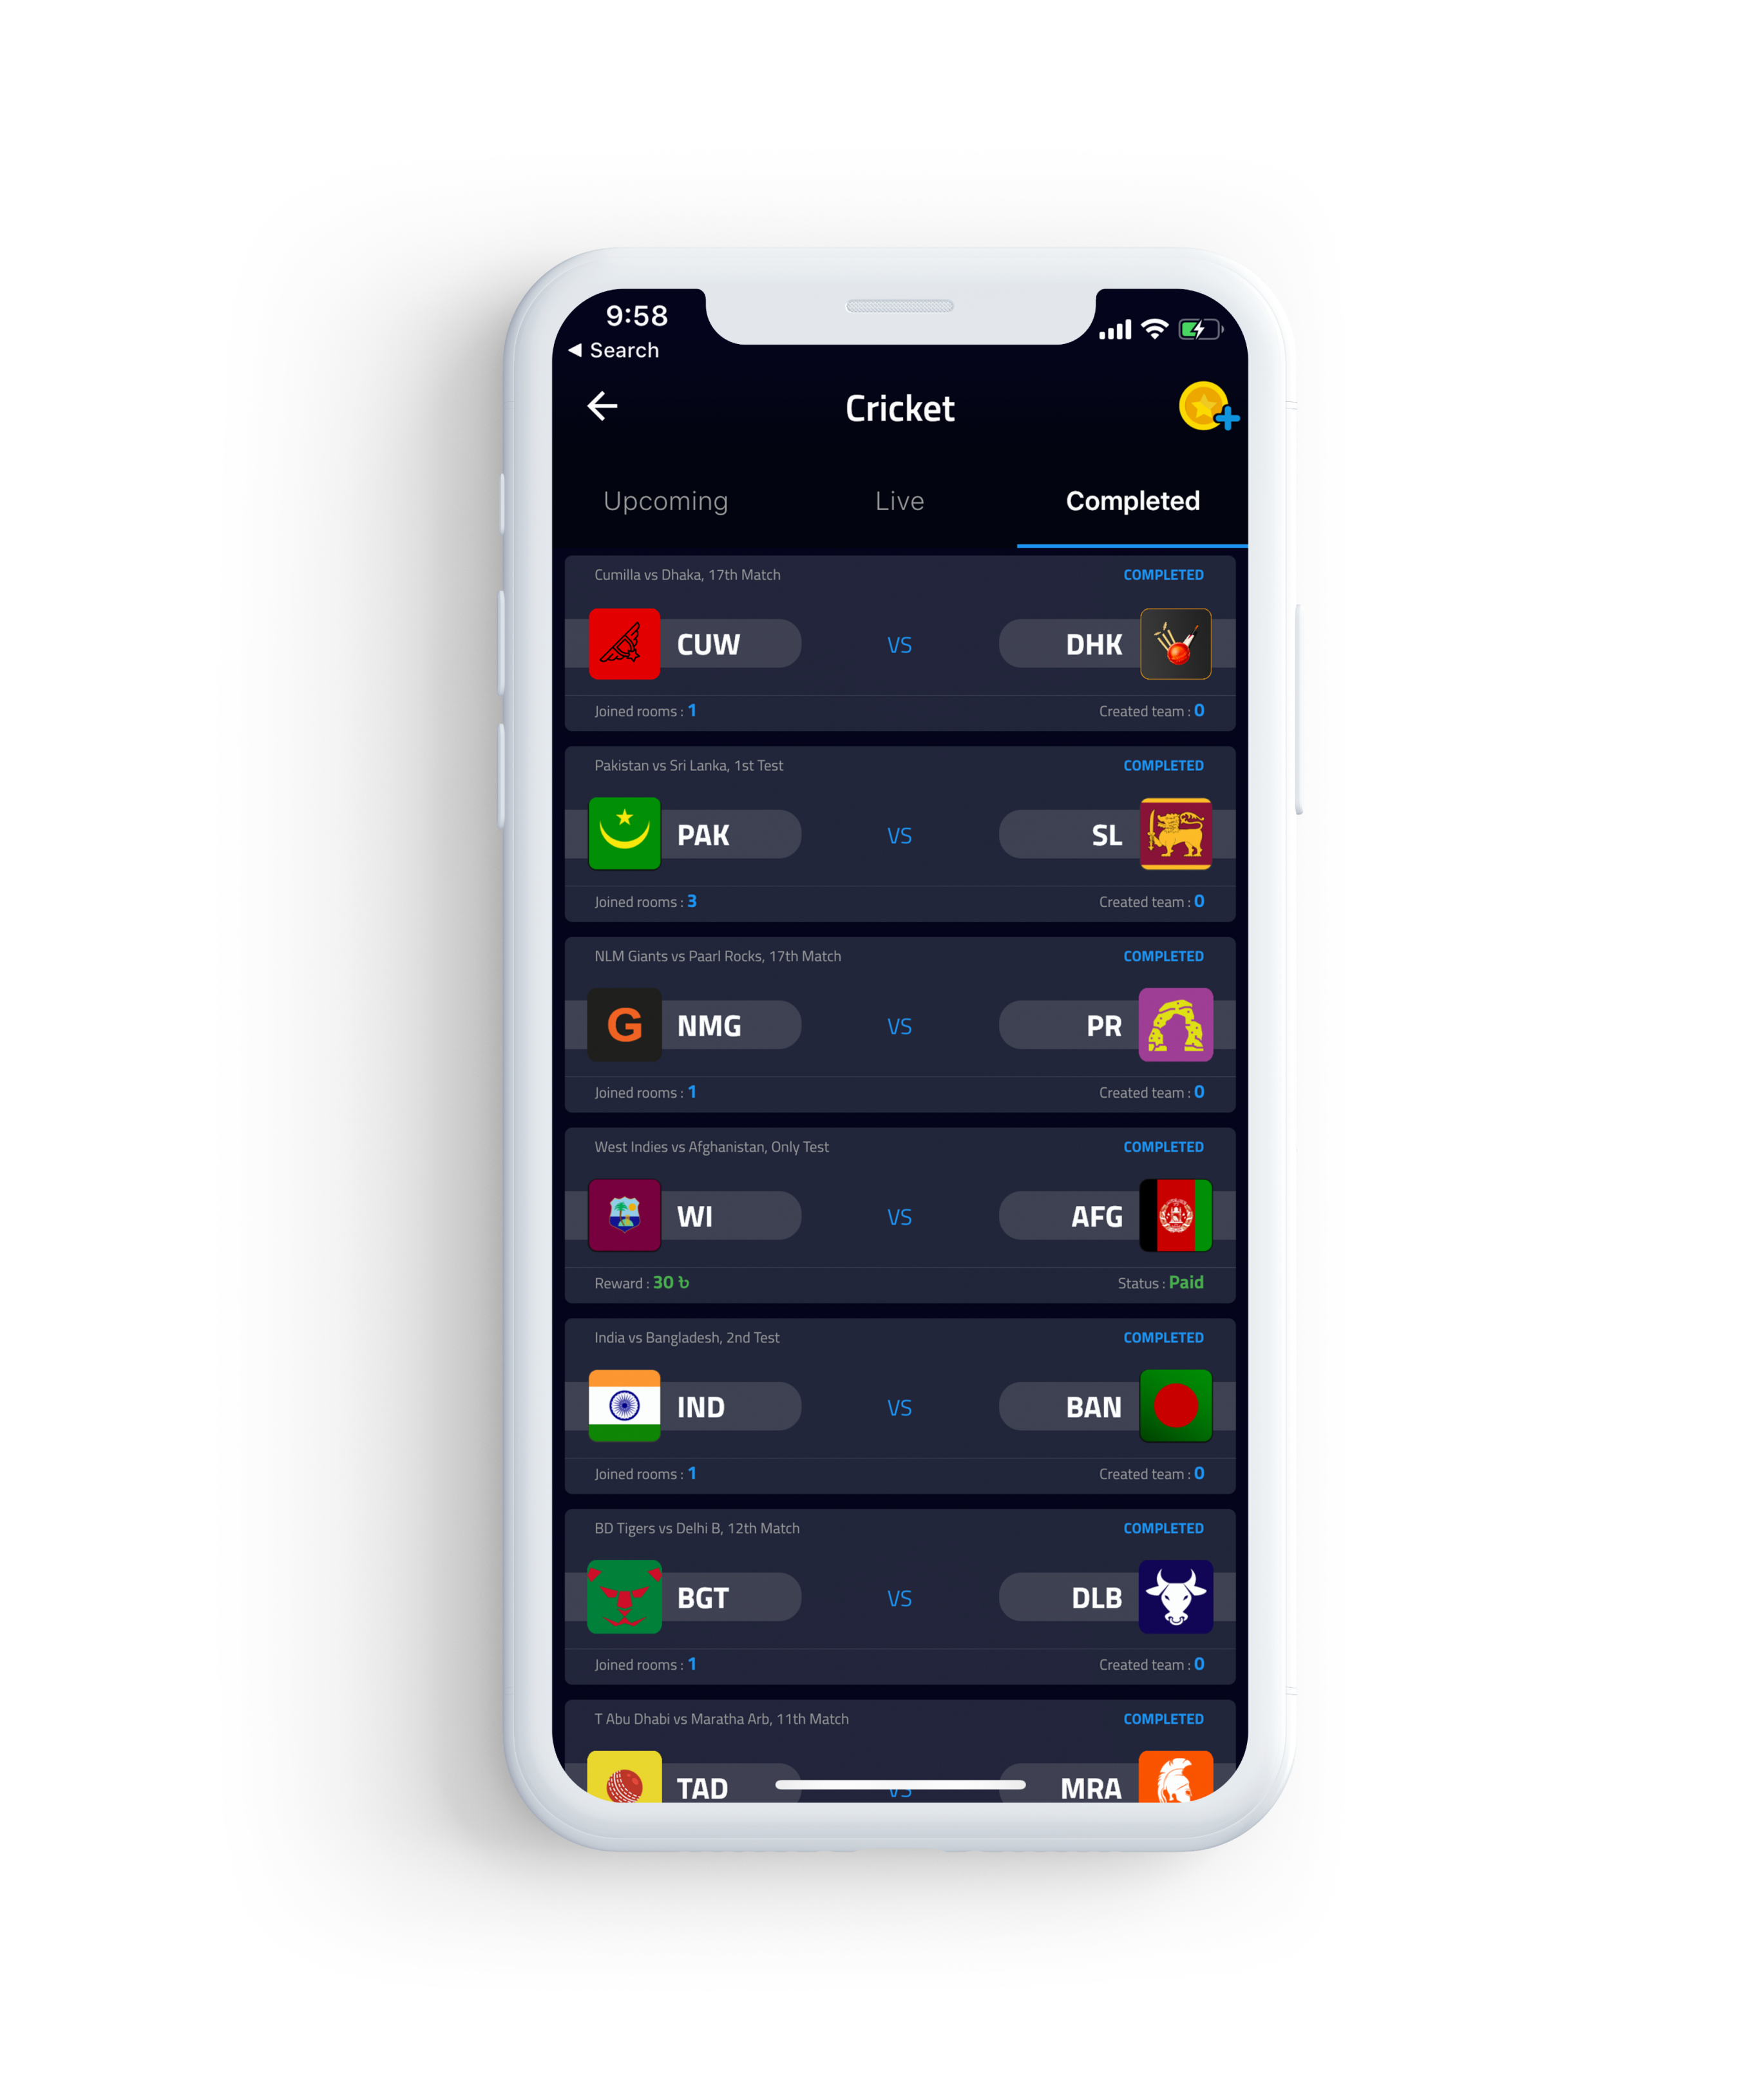 9:58
◀ Search
Cricket
Upcoming Live Completed
Cumilla vs Dhaka, 17th Match COMPLETED
CUW VS DHK
Joined rooms : 1 Created team : 0
Pakistan vs Sri Lanka, 1st Test COMPLETED
PAK VS SL
Joined rooms : 3 Created team : 0
NLM Giants vs Paarl Rocks, 17th Match COMPLETED
G NMG VS PR
Joined rooms : 1 Created team : 0
West Indies vs Afghanistan, Only Test COMPLETED
WI VS AFG
Reward : 30 ৳ Status : Paid
India vs Bangladesh, 2nd Test COMPLETED
IND VS BAN
Joined rooms : 1 Created team : 0
BD Tigers vs Delhi B, 12th Match COMPLETED
BGT VS DLB
Joined rooms : 1 Created team : 0
T Abu Dhabi vs Maratha Arb, 11th Match COMPLETED
TAD VS MRA